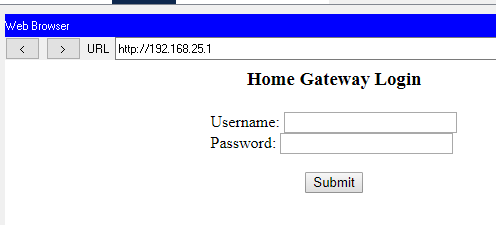 Web Browser
< > URL http://192.168.25.1
Home Gateway Login
Username:
Password:
Submit